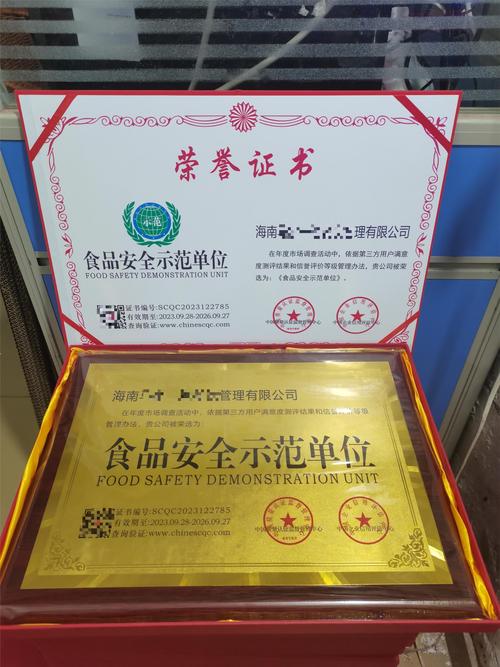 荣誉证书
示范
食品安全示范单位
FOOD SAFETY DEMONSTRATION UNIT
证书编号:SCQC2023122785
有效期至:2023.09.28-2026.09.27
查询验证:www.chinescqc.com
海南 理有限公司
在年度市场调查活动中，依据第三方用户满意
度测评结果和信誉评价等级管理办法，贵公司被荣
选为:《食品安全示范单位》。
海南 管理有限公司
在年度市场调查活动中，依据第三方用户满意度测评结果和信 等级
管理办法，贵公司被荣选为:
食品安全示范单位
FOOD SAFETY DEMONSTRATION UNIT
证书编号:SCQC2023122785
有效期至:2023.09.28-2026.09.27
查询验证:www.chinescqc.com